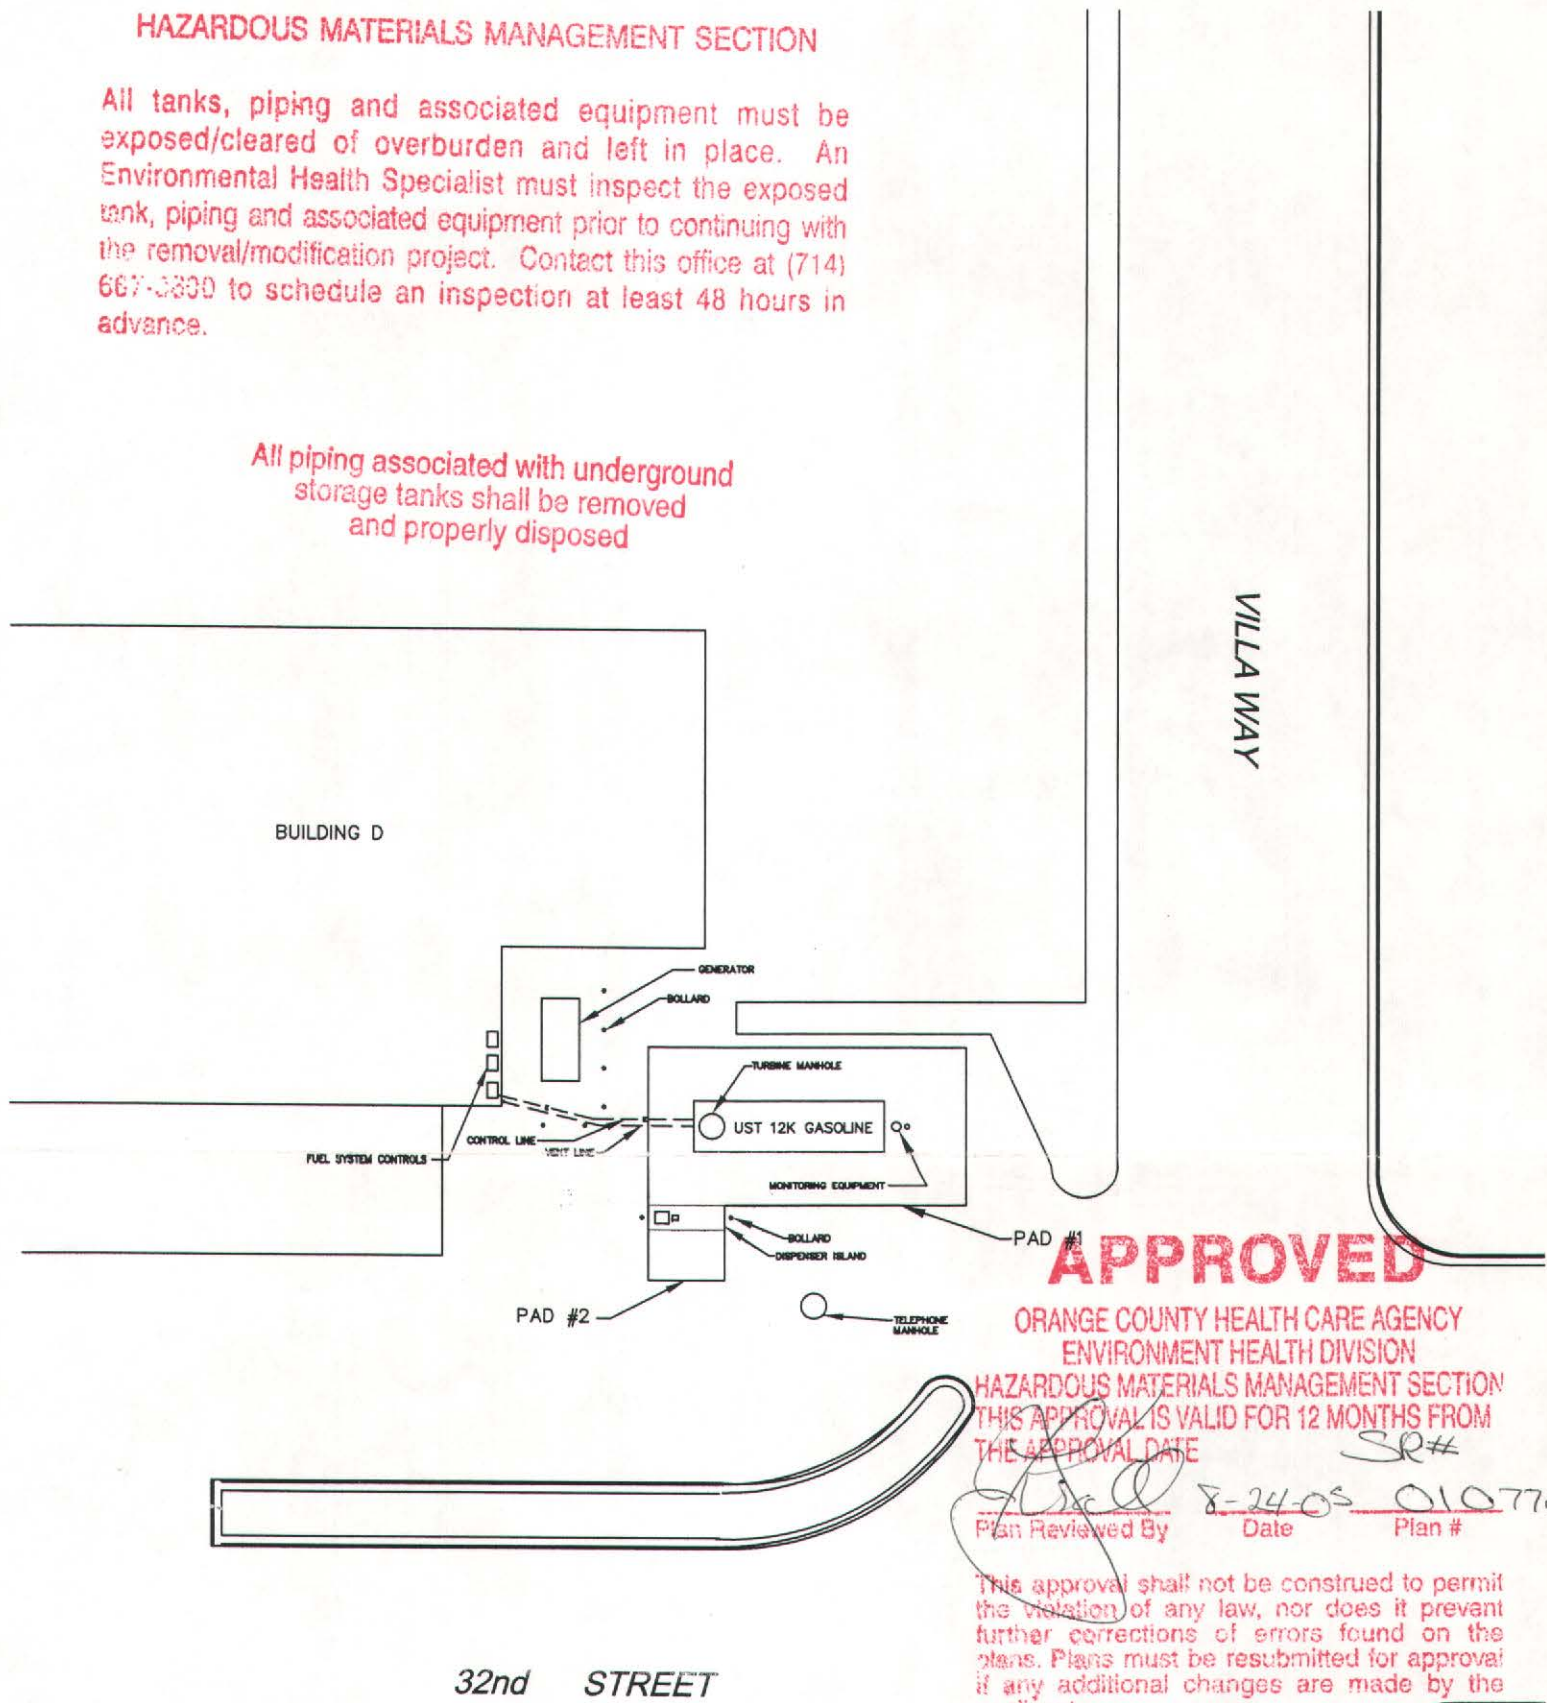 HAZARDOUS MATERIALS MANAGEMENT SECTION
All tanks, piping and associated equipment must be
exposed/cleared of overburden and left in place. An
Environmental Health Specialist must inspect the exposed
tank, piping and associated equipment prior to continuing with
the removal/modification project. Contact this office at (714)
to schedule an inspection at least 48 hours in
advance.
All piping associated with underground
storage tanks shall be removed
and properly disposed
VILLA WAY
BUILDING D
GENERATOR
BOLLARD
TURBINE MANHOLE
UST 12K GASOLINE
CONTROL LINE
VENT LINE
FUEL SYSTEM CONTROLS
MONITORING EQUIPMENT
BOLLARD
DISPENSER ISLAND
PAD #1
PAD #2
TELEPHONE
MANHOLE
APPROVED
ORANGE COUNTY HEALTH CARE AGENCY
ENVIRONMENT HEALTH DIVISION
HAZARDOUS MATERIALS MANAGEMENT SECTION
THIS APPROVAL IS VALID FOR 12 MONTHS FROM
THE APPROVAL DATE SR#
8-24-05 01077
Plan Reviewed By Date Plan #
This approval shall not be construed to permit
the violation of any law, nor does it prevent
further corrections of errors found on the
plans. Plans must be resubmitted for approval
if any additional changes are made by the
32nd STREET